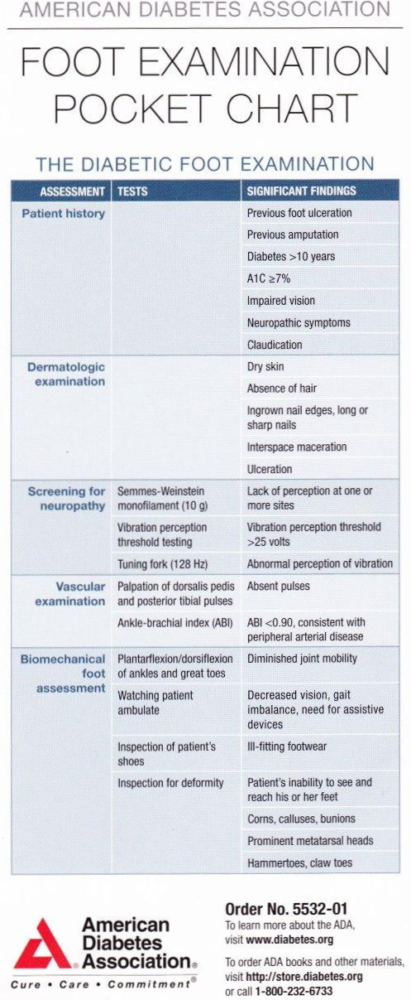 AMERICAN DIABETES ASSOCIATION
FOOT EXAMINATION
POCKET CHART
THE DIABETIC FOOT EXAMINATION
ASSESSMENT TESTS SIGNIFICANT FINDINGS
Patient history Previous foot ulceration
Previous amputation
Diabetes >10 years
A1C ≥7%
Impaired vision
Neuropathic symptoms
Claudication
Dermatologic Dry skin
examination Absence of hair
Ingrown nail edges, long or
sharp nails
Interspace maceration
Ulceration
Screening for Semmes-Weinstein Lack of perception at one or
neuropathy monofilament (10 g) more sites
Vibration perception Vibration perception threshold
threshold testing >25 volts
Tuning fork (128 Hz) Abnormal perception of vibration
Vascular Palpation of dorsalis pedis Absent pulses
examination and posterior tibial pulses
Ankle-brachial index (ABI) ABI <0.90, consistent with
peripheral arterial disease
Biomechanical Plantarflexion/dorsiflexion Diminished joint mobility
foot of ankles and great toes
assessment Watching patient Decreased vision, gait
ambulate imbalance, need for assistive
devices
Inspection of patient's Ill-fitting footwear
shoes
Inspection for deformity Patient's inability to see and
reach his or her feet
Corns, calluses, bunions
Prominent metatarsal heads
Hammertoes, claw toes
American
Diabetes
Association®
Cure • Care • Commitment®
Order No. 5532-01
To learn more about the ADA,
visit www.diabetes.org
To order ADA books and other materials,
visit http://store.diabetes.org
or call 1-800-232-6733